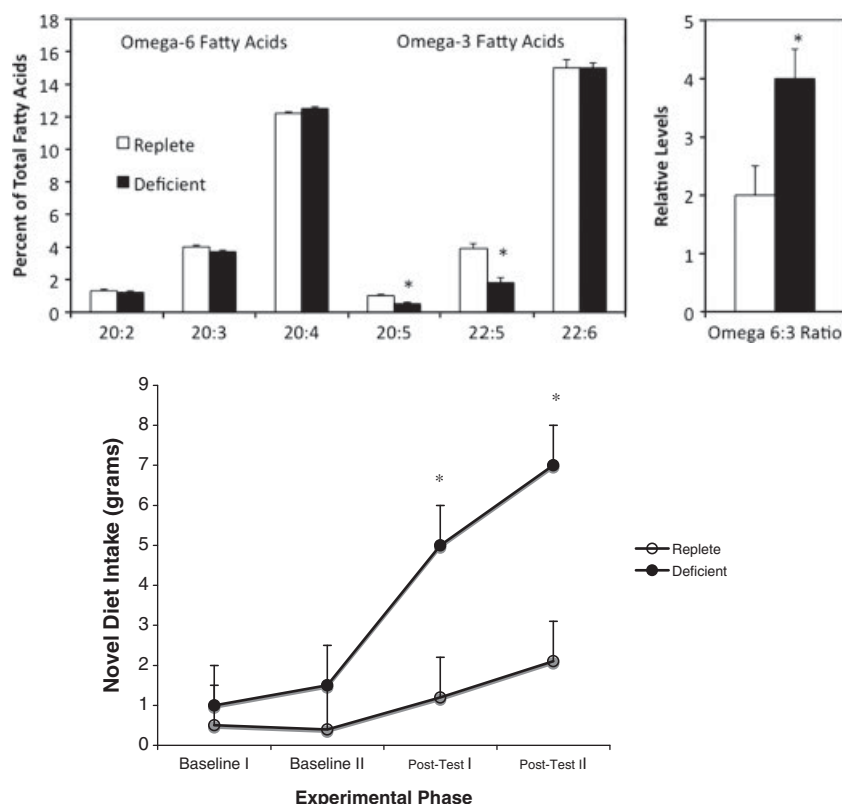 18
16
14
12
10
8
6
4
2
0
Percent of Total Fatty Acids
Omega-6 Fatty Acids
Omega-3 Fatty Acids
Replete
Deficient
*
*
20:2 20:3 20:4 20:5 22:5 22:6
5
4
3
2
1
0
Relative Levels
*
Omega 6:3 Ratio
9
8
7
6
5
4
3
2
1
0
Novel Diet Intake (grams)
*
*
Replete
Deficient
Baseline I Baseline II Post-Test I Post-Test II
Experimental Phase